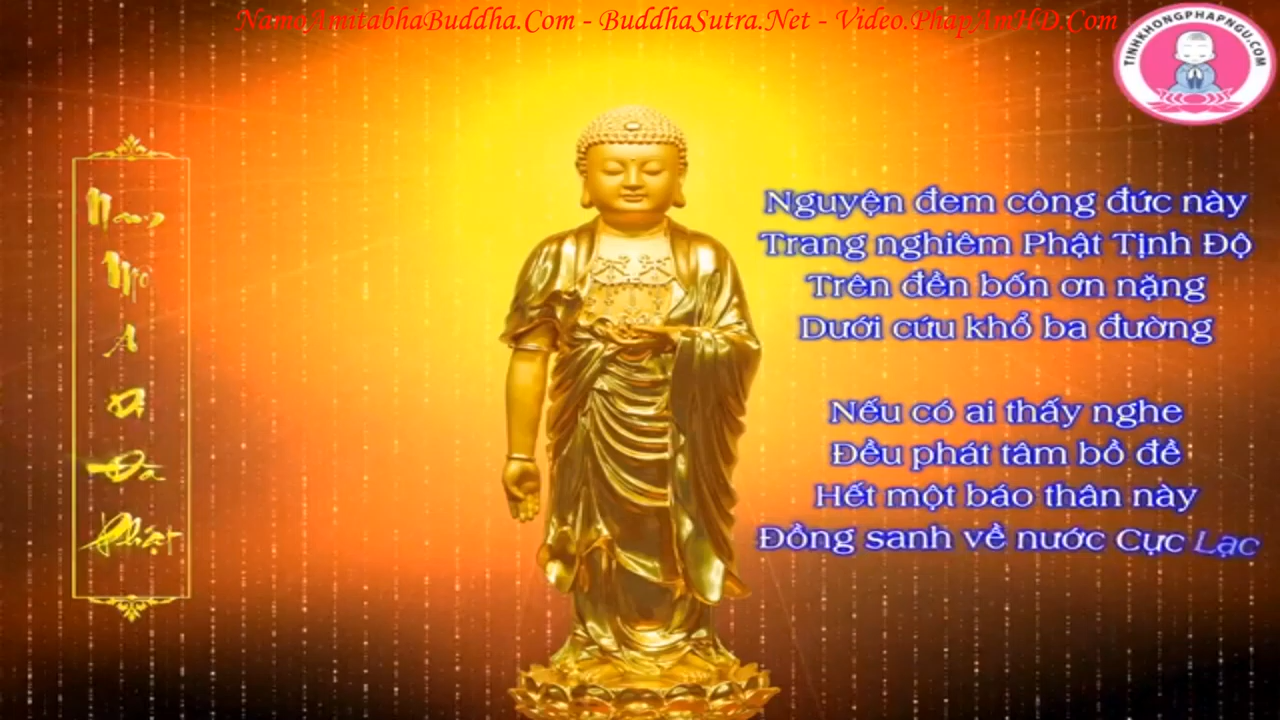 NamoAmitabhaBuddha.Com - BuddhaSutra.Net - Video.PhapAmHD.Com
TINHKHONGPHAPNGU.COM
Nam
Mô
A
Di
Đà
Phật
Nguyện đem công đức này
Trang nghiêm Phật Tịnh Độ
Trên đền bốn ơn nặng
Dưới cứu khổ ba đường
Nếu có ai thấy nghe
Đều phát tâm bồ đề
Hết một báo thân này
Đồng sanh về nước Cực Lạc